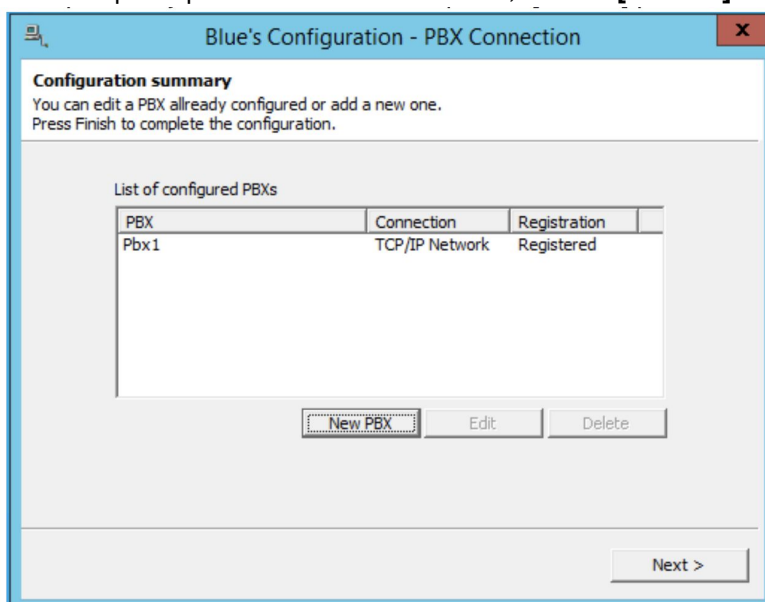 Blue's Configuration - PBX Connection
x
Configuration summary
You can edit a PBX allready configured or add a new one.
Press Finish to complete the configuration.
List of configured PBXs
PBX Connection Registration
Pbx1 TCP/IP Network Registered
New PBX Edit Delete
Next >